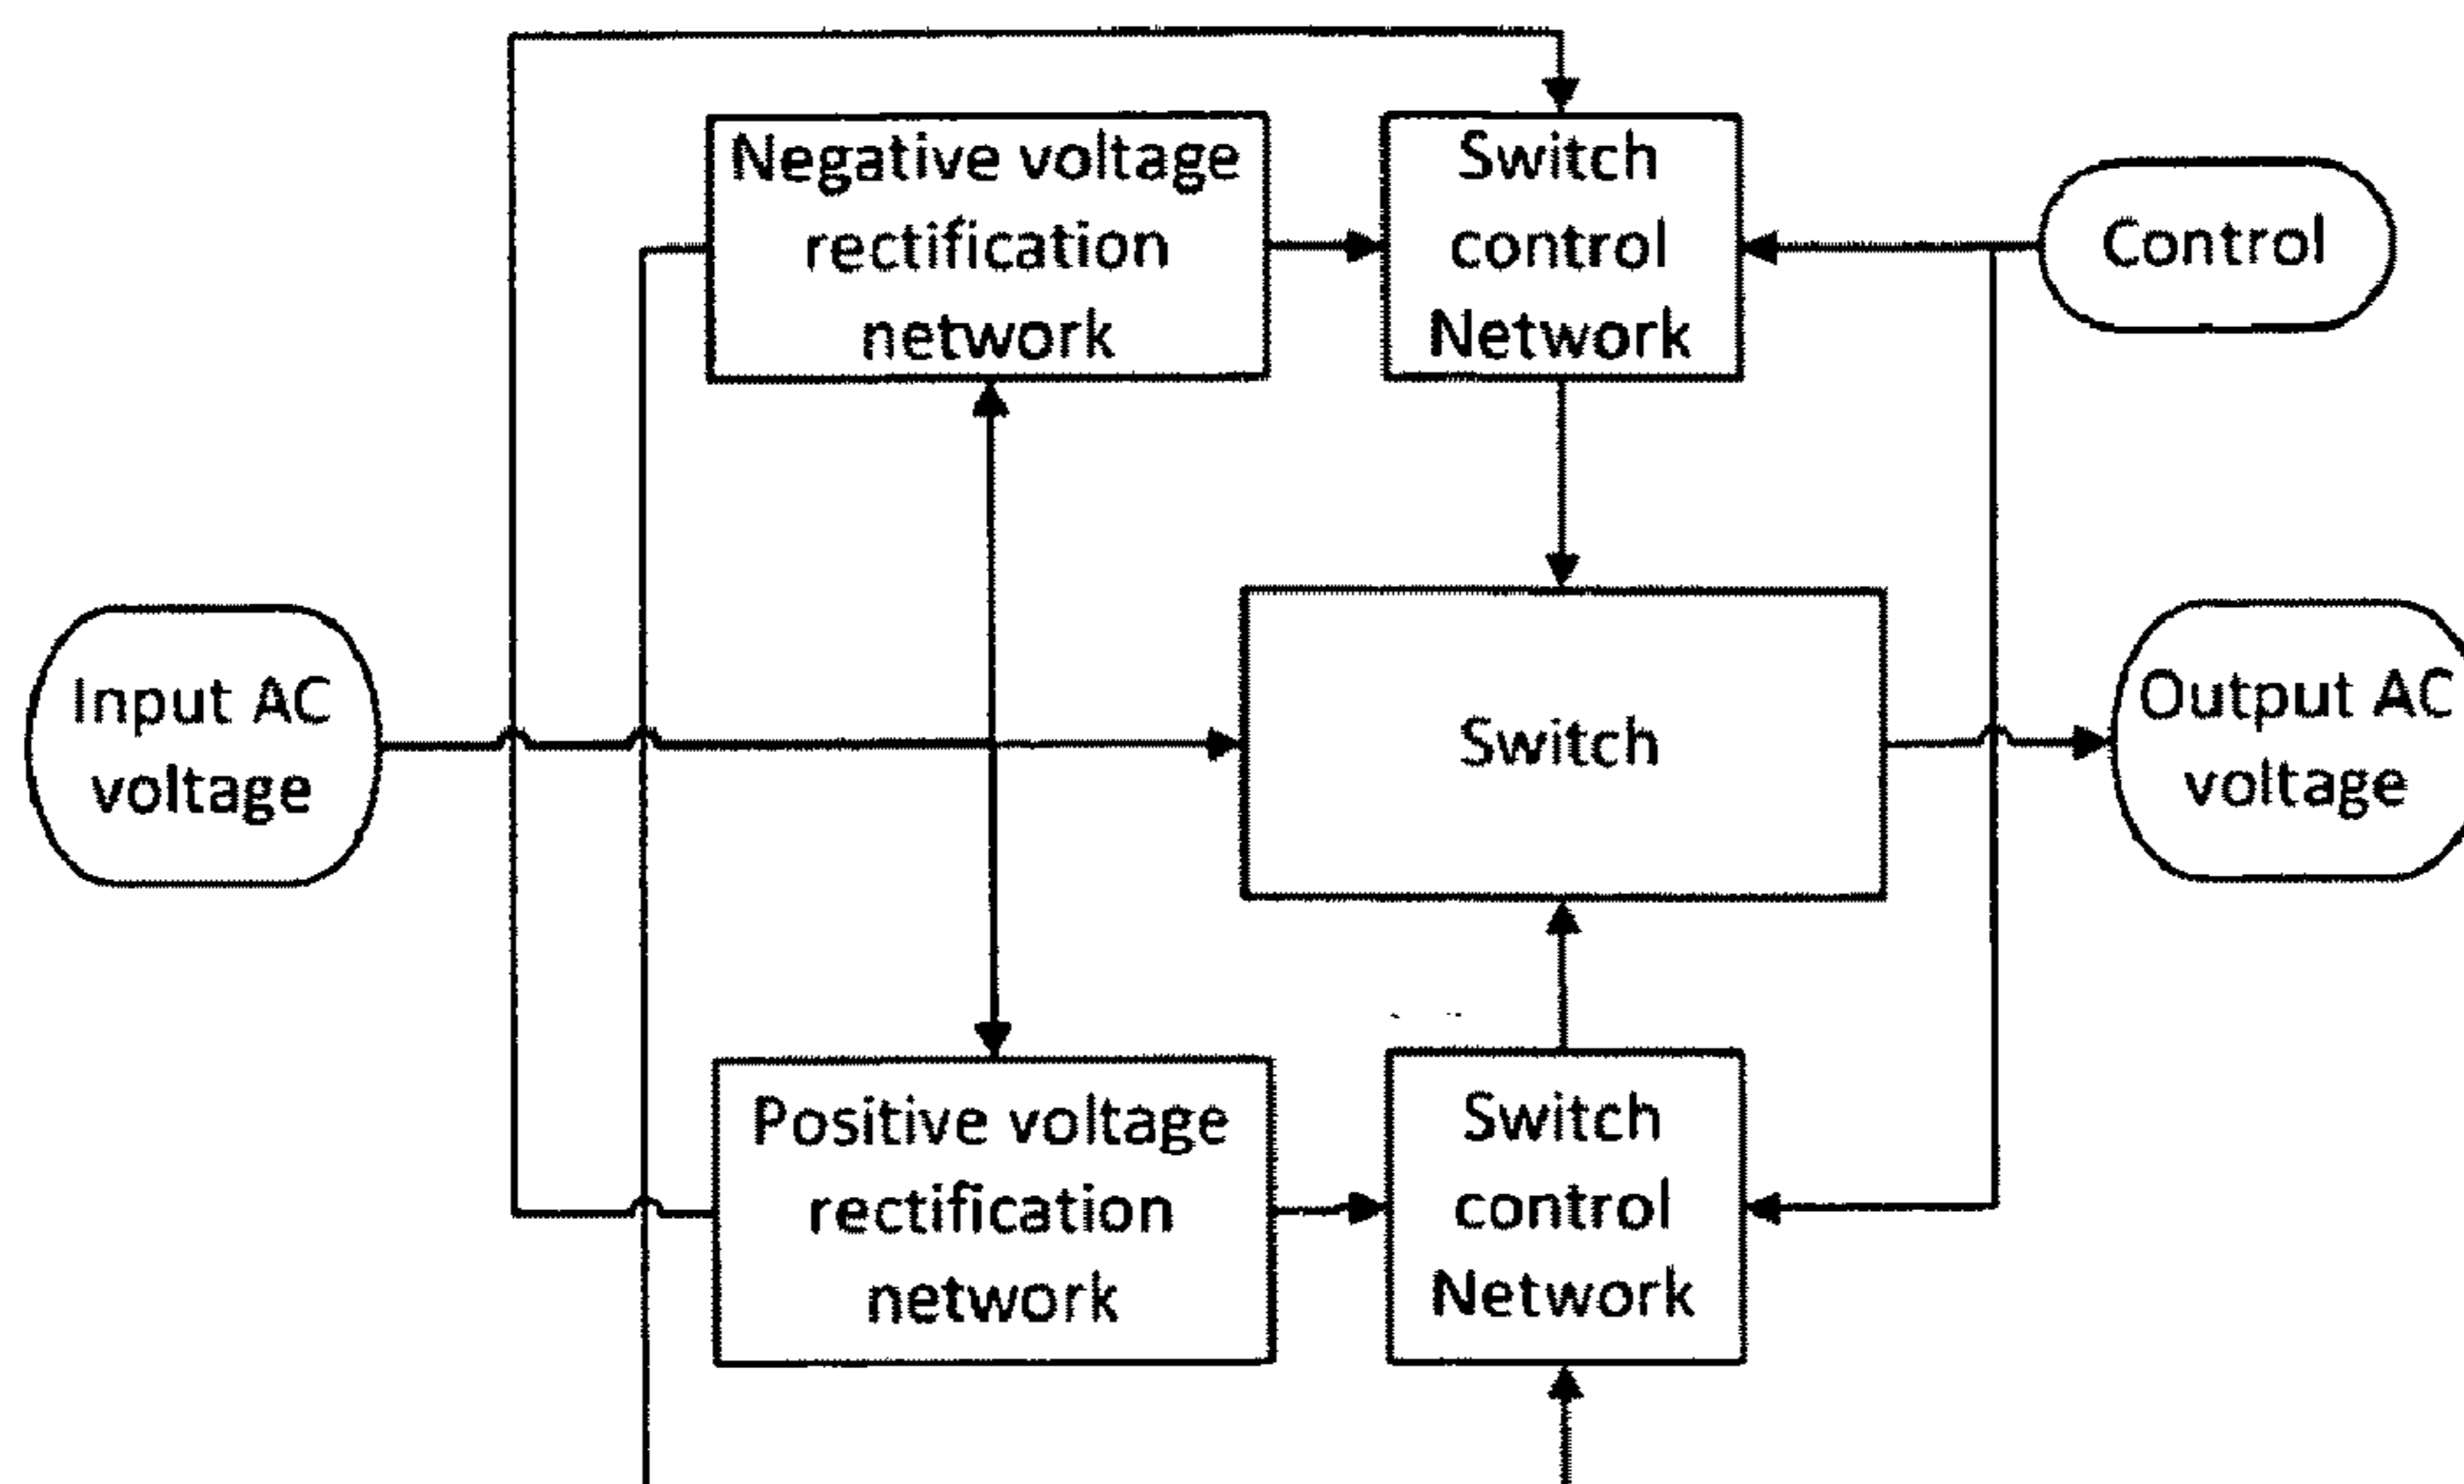 Negative voltage
rectification
network
Switch
control
Network
Control
Input AC
voltage
Switch
Output AC
voltage
Positive voltage
rectification
network
Switch
control
Network